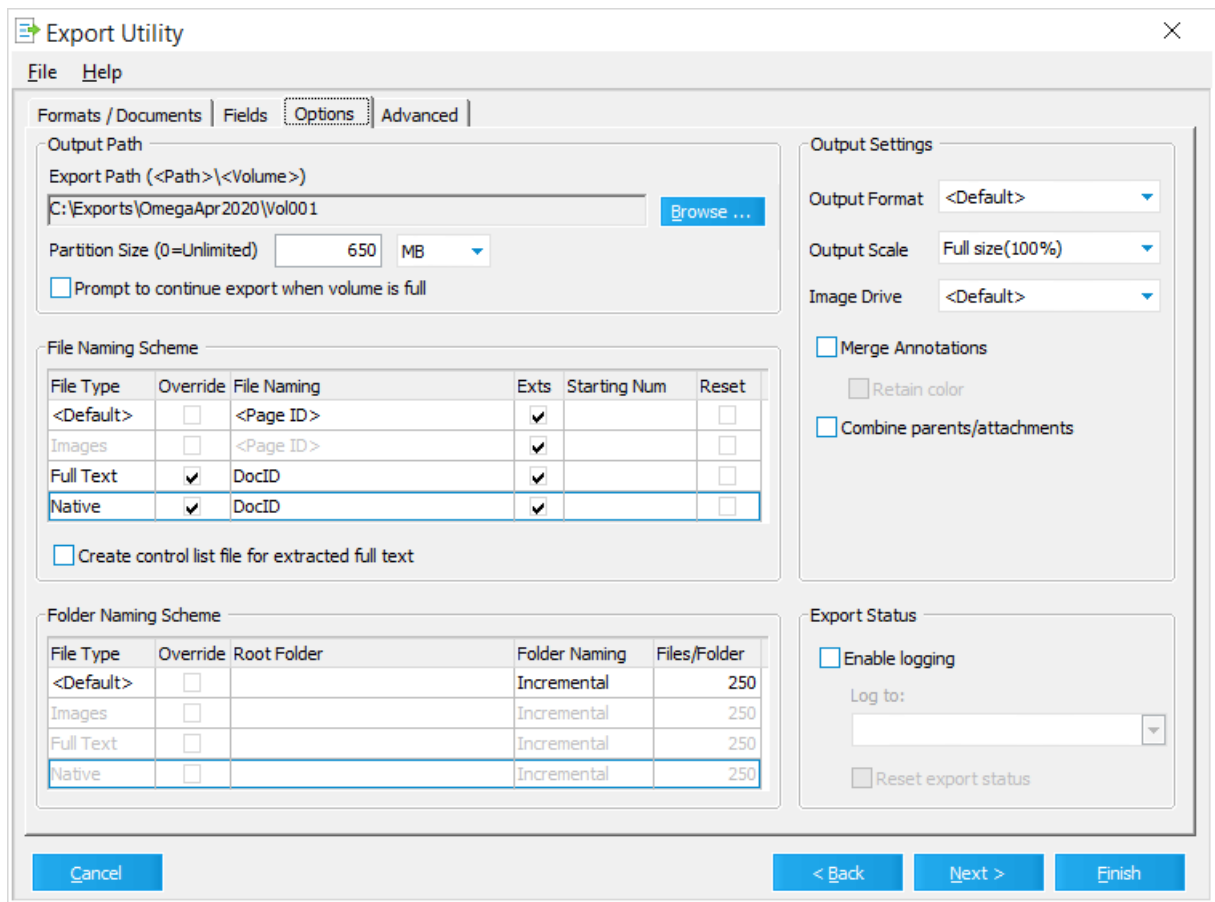 Export Utility
File Help
Formats / Documents Fields Options Advanced
Output Path
Export Path (<Path>\<Volume>)
C:\Exports\OmegaApr2020\Vol001
Browse ...
Partition Size (0=Unlimited) 650 MB
Prompt to continue export when volume is full
File Naming Scheme
File Type Override File Naming Exts Starting Num Reset
<Default> <Page ID>
Images <Page ID>
Full Text DocID
Native DocID
Create control list file for extracted full text
Folder Naming Scheme
File Type Override Root Folder Folder Naming Files/Folder
<Default> Incremental 250
Images Incremental 250
Full Text Incremental 250
Native Incremental 250
Output Settings
Output Format <Default>
Output Scale Full size(100%)
Image Drive <Default>
Merge Annotations
Retain color
Combine parents/attachments
Export Status
Enable logging
Log to:
Reset export status
Cancel < Back Next > Finish